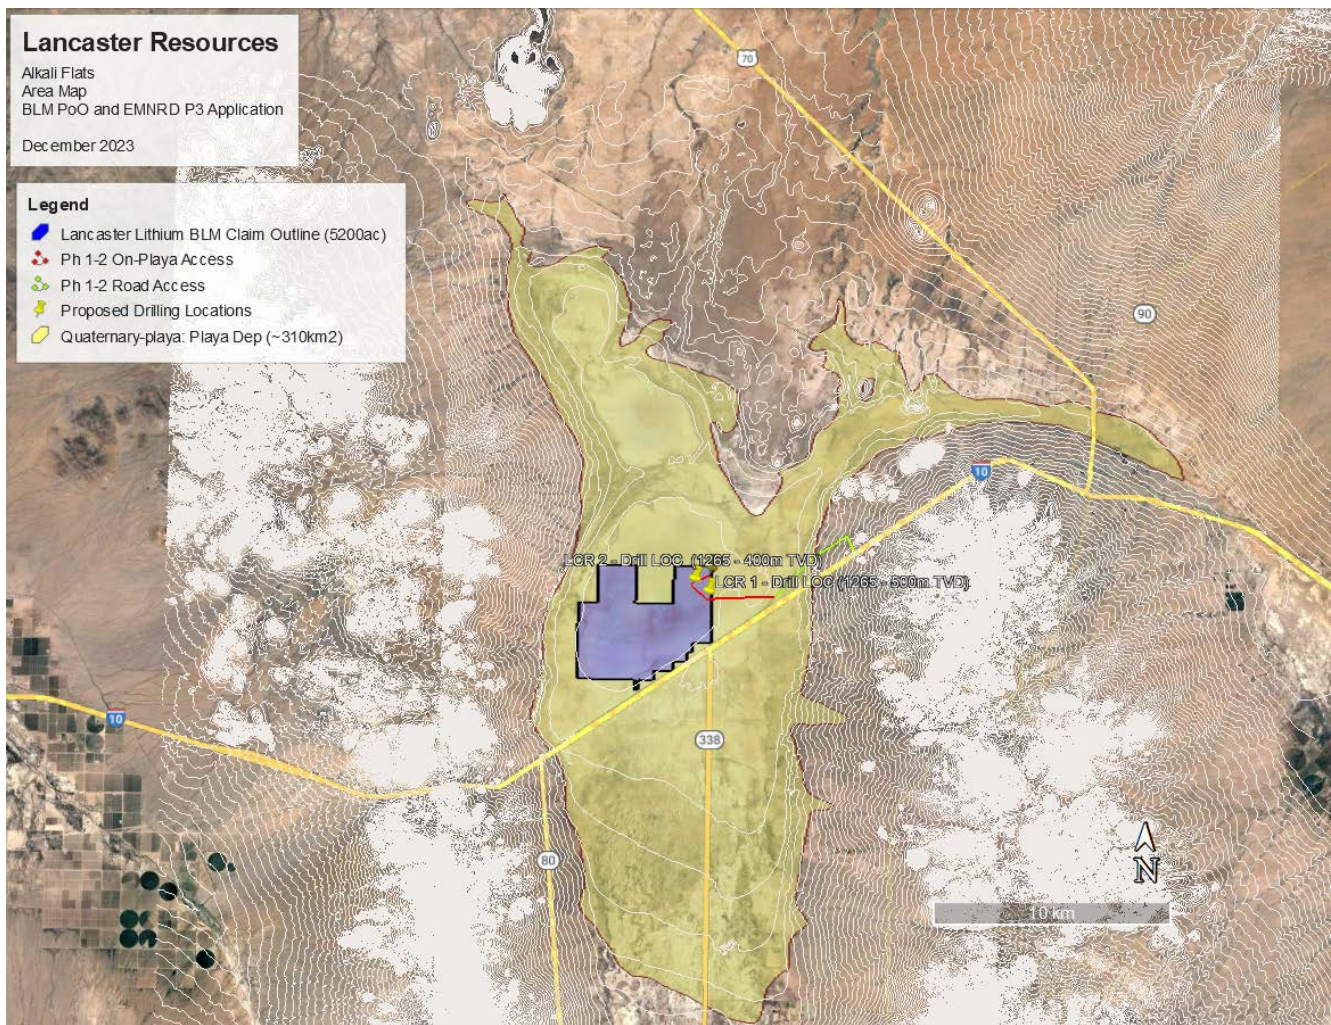 Lancaster Resources
Alkali Flats
Area Map
BLM PoO and EMNRD P3 Application
December 2023
Legend
Lancaster Lithium BLM Claim Outline (5200ac)
Ph 1-2 On-Playa Access
Ph 1-2 Road Access
Proposed Drilling Locations
Quaternary-playa: Playa Dep (~310km2)
70
90
10
LCR 2 - Drill LOC (1265 - 400m TVD)
LCR 1 - Drill LOC (1265 - 500m TVD)
10
338
80
N
10 km